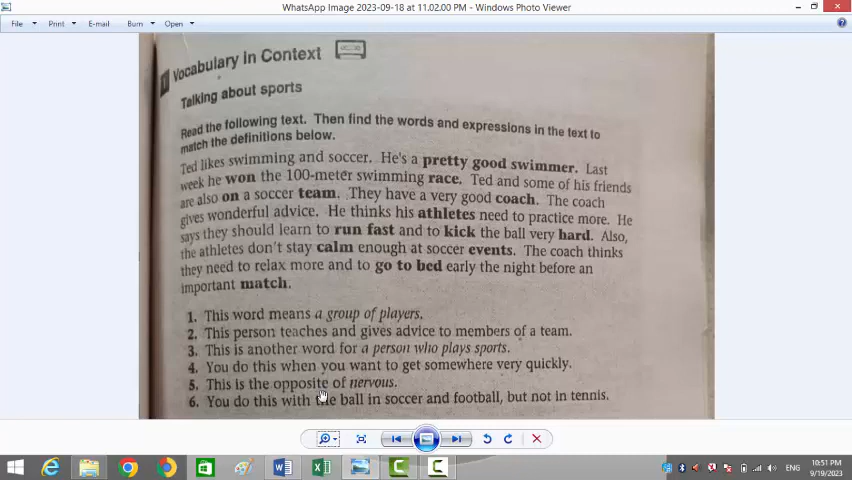 WhatsApp Image 2023-09-18 at 11.02.00 PM - Windows Photo Viewer
File Print E-mail Burn Open
1 Vocabulary in Context
Talking about sports
Read the following text. Then find the words and expressions in the text to
match the definitions below.
Ted likes swimming and soccer. He's a pretty good swimmer. Last
week he won the 100-meter swimming race. Ted and some of his friends
are also on a soccer team. They have a very good coach. The coach
gives wonderful advice. He thinks his athletes need to practice more. He
says they should learn to run fast and to kick the ball very hard. Also,
the athletes don't stay calm enough at soccer events. The coach thinks
they need to relax more and to go to bed early the night before an
important match.
1. This word means a group of players.
2. This person teaches and gives advice to members of a team.
3. This is another word for a person who plays sports.
4. You do this when you want to get somewhere very quickly.
5. This is the opposite of nervous.
6. You do this with the ball in soccer and football, but not in tennis.
ENG
10:51 PM
9/19/2023